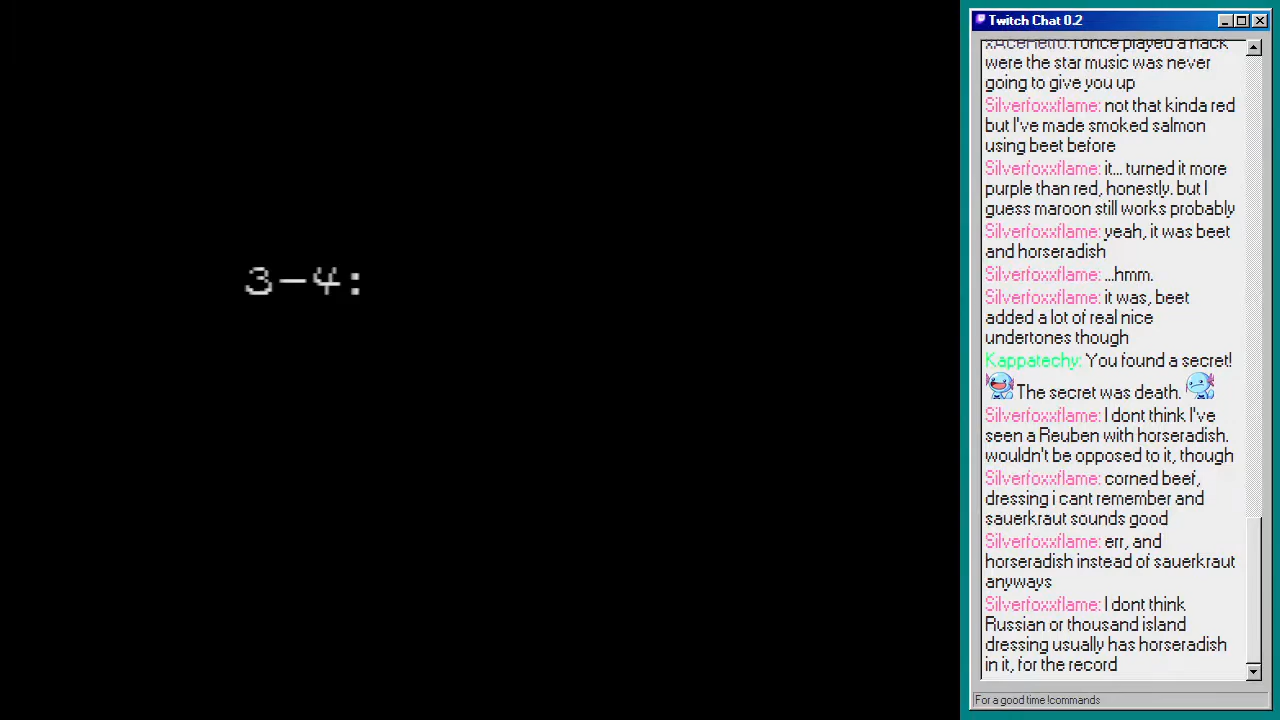 3-4:
Twitch Chat 0.2
xAceRetro: I once played a hack
were the star music was never
going to give you up
Silverfoxxflame: not that kinda red
but I've made smoked salmon
using beet before
Silverfoxxflame: it... turned it more
purple than red, honestly. but I
guess maroon still works probably
Silverfoxxflame: yeah, it was beet
and horseradish
Silverfoxxflame: ...hmm.
Silverfoxxflame: it was, beet
added a lot of real nice
undertones though
Kappatechy: You found a secret!
The secret was death.
Silverfoxxflame: I dont think I've
seen a Reuben with horseradish.
wouldn't be opposed to it, though
Silverfoxxflame: corned beef,
dressing i cant remember and
sauerkraut sounds good
Silverfoxxflame: err, and
horseradish instead of sauerkraut
anyways
Silverfoxxflame: I dont think
Russian or thousand island
dressing usually has horseradish
in it, for the record
For a good time !commands